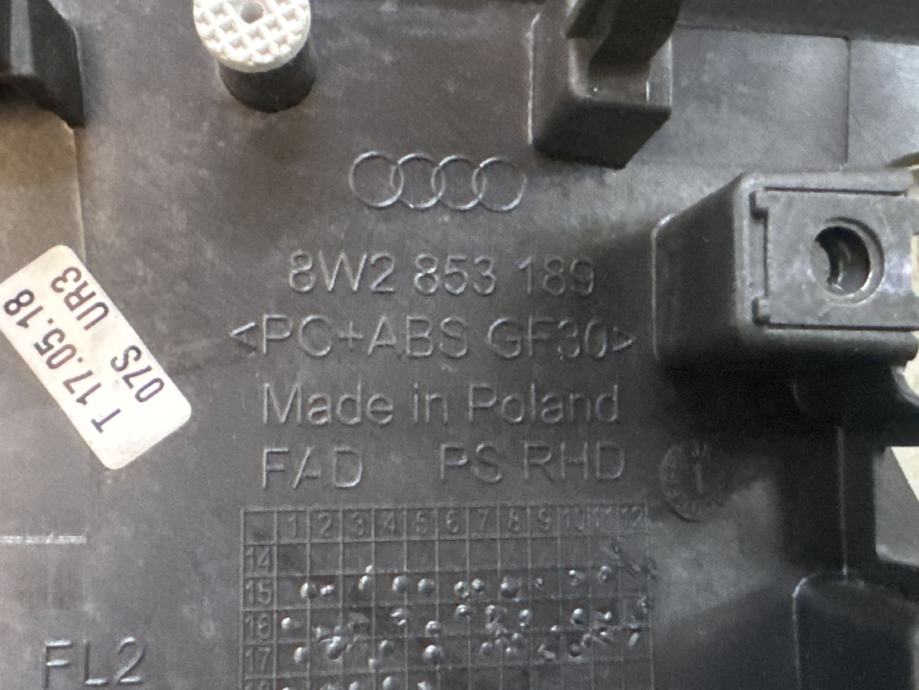 8W2 853 189
<PC+ABS GF30>
Made in Poland
FAD PS RHD
T 17.05.18
07S UR3
1 2 3 4 5 6 7 8 9 10 11 12
14
15
16
17
FL2